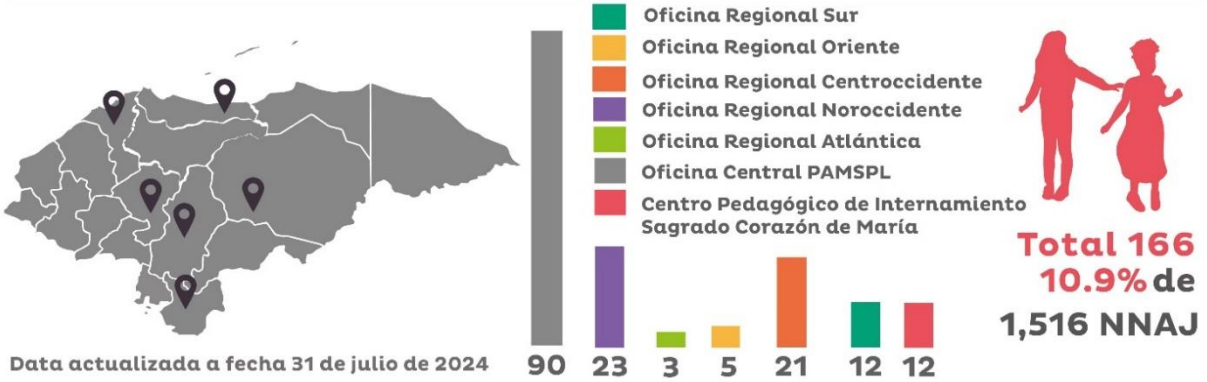 Oficina Regional Sur
Oficina Regional Oriente
Oficina Regional Centroccidente
Oficina Regional Noroccidente
Oficina Regional Atlántica
Oficina Central PAMSPL
Centro Pedagógico de Internamiento
Sagrado Corazón de María
Total 166
10.9% de
1,516 NNAJ
Data actualizada a fecha 31 de julio de 2024
90 23 3 5 21 12 12